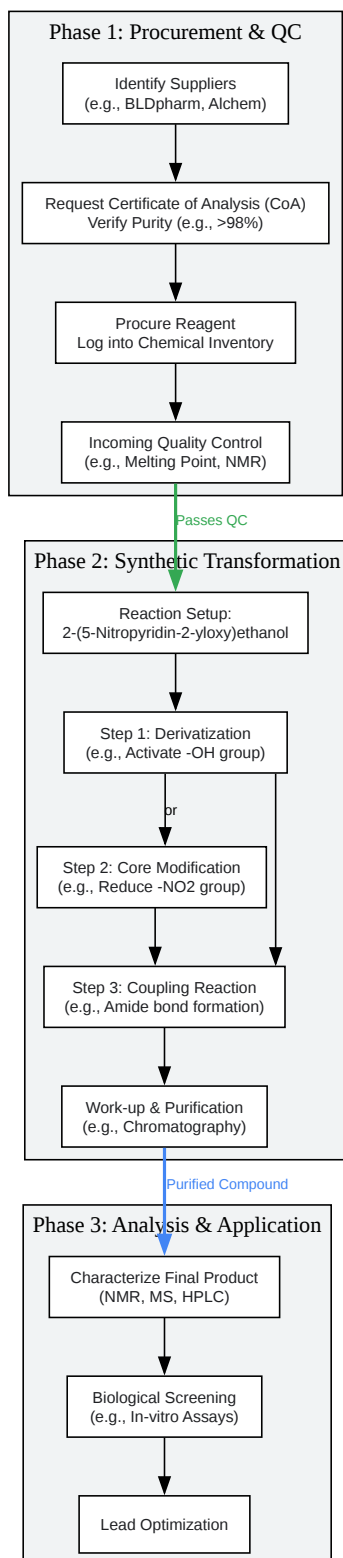 Phase 1: Procurement & QC
Identify Suppliers
(e.g., BLDpharm, Alchem)
Request Certificate of Analysis (CoA)
Verify Purity (e.g., >98%)
Procure Reagent
Log into Chemical Inventory
Incoming Quality Control
(e.g., Melting Point, NMR)
Passes QC
Phase 2: Synthetic Transformation
Reaction Setup:
2-(5-Nitropyridin-2-yloxy)ethanol
Step 1: Derivatization
(e.g., Activate -OH group)
or
Step 2: Core Modification
(e.g., Reduce -NO2 group)
Step 3: Coupling Reaction
(e.g., Amide bond formation)
Work-up & Purification
(e.g., Chromatography)
Purified Compound
Phase 3: Analysis & Application
Characterize Final Product
(NMR, MS, HPLC)
Biological Screening
(e.g., In-vitro Assays)
Lead Optimization